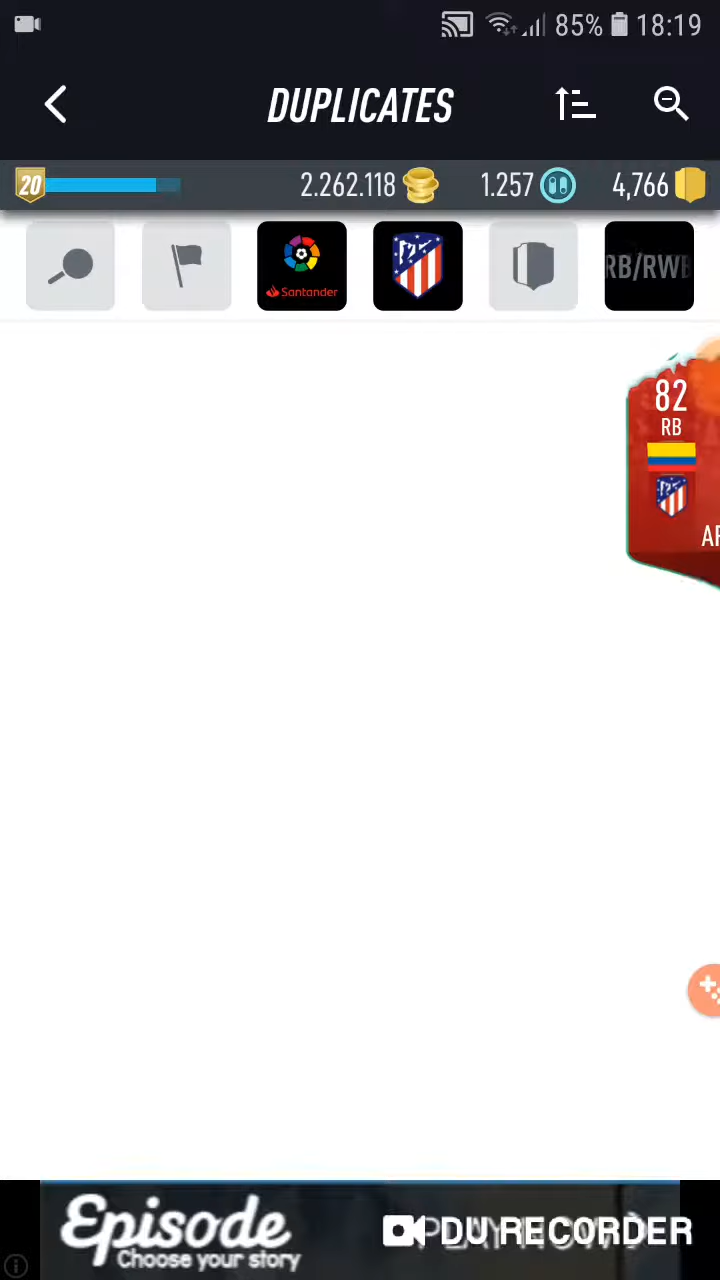 85% 18:19
DUPLICATES
20 2.262.118 1.257 4,766
Santander RB/RWB
82
RB
Episode
Choose your story
DU RECORDER